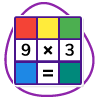 9 × 3
=